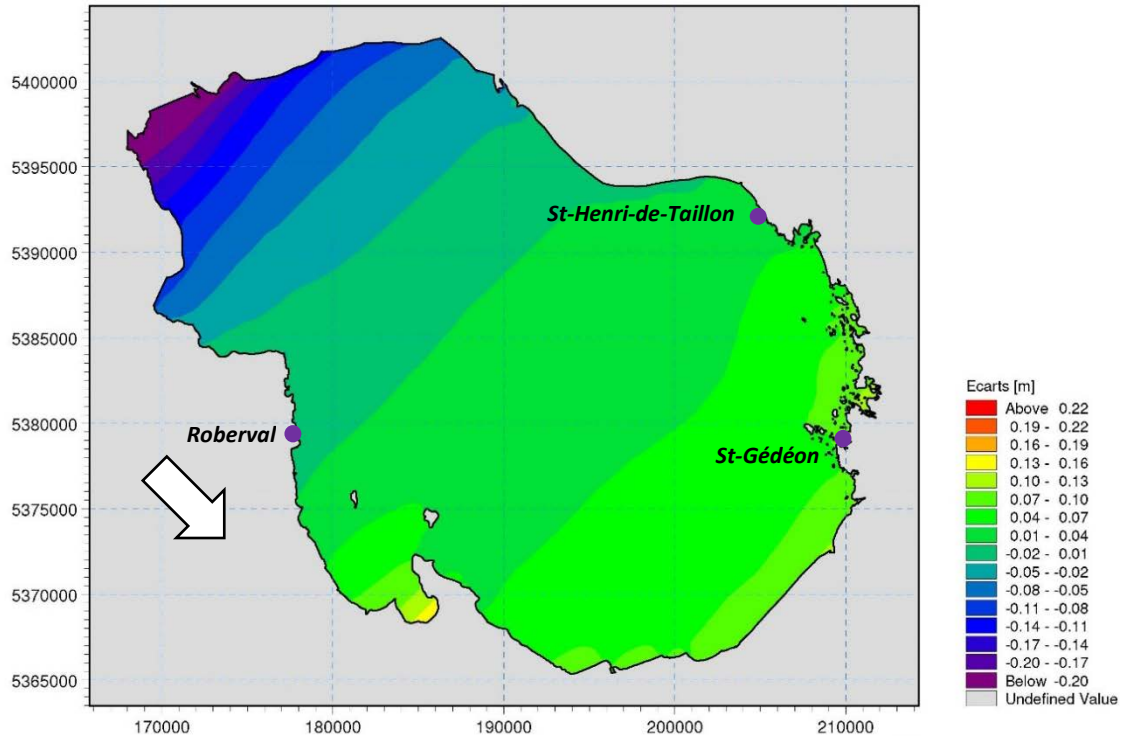 5400000
5395000
St-Henri-de-Taillon
5390000
5385000
Ecarts [m]
Above 0.22
5380000
Roberval
0.19 - 0.22
St-Gédéon
0.16 - 0.19
0.13 - 0.16
0.10 - 0.13
5375000
0.07 - 0.10
0.04 - 0.07
0.01 - 0.04
-0.02 - 0.01
-0.05 - -0.02
5370000
-0.08 - -0.05
-0.11 - -0.08
-0.14 - -0.11
-0.17 - -0.14
-0.20 - -0.17
5365000
Below -0.20
Undefined Value
170000 180000 190000 200000 210000